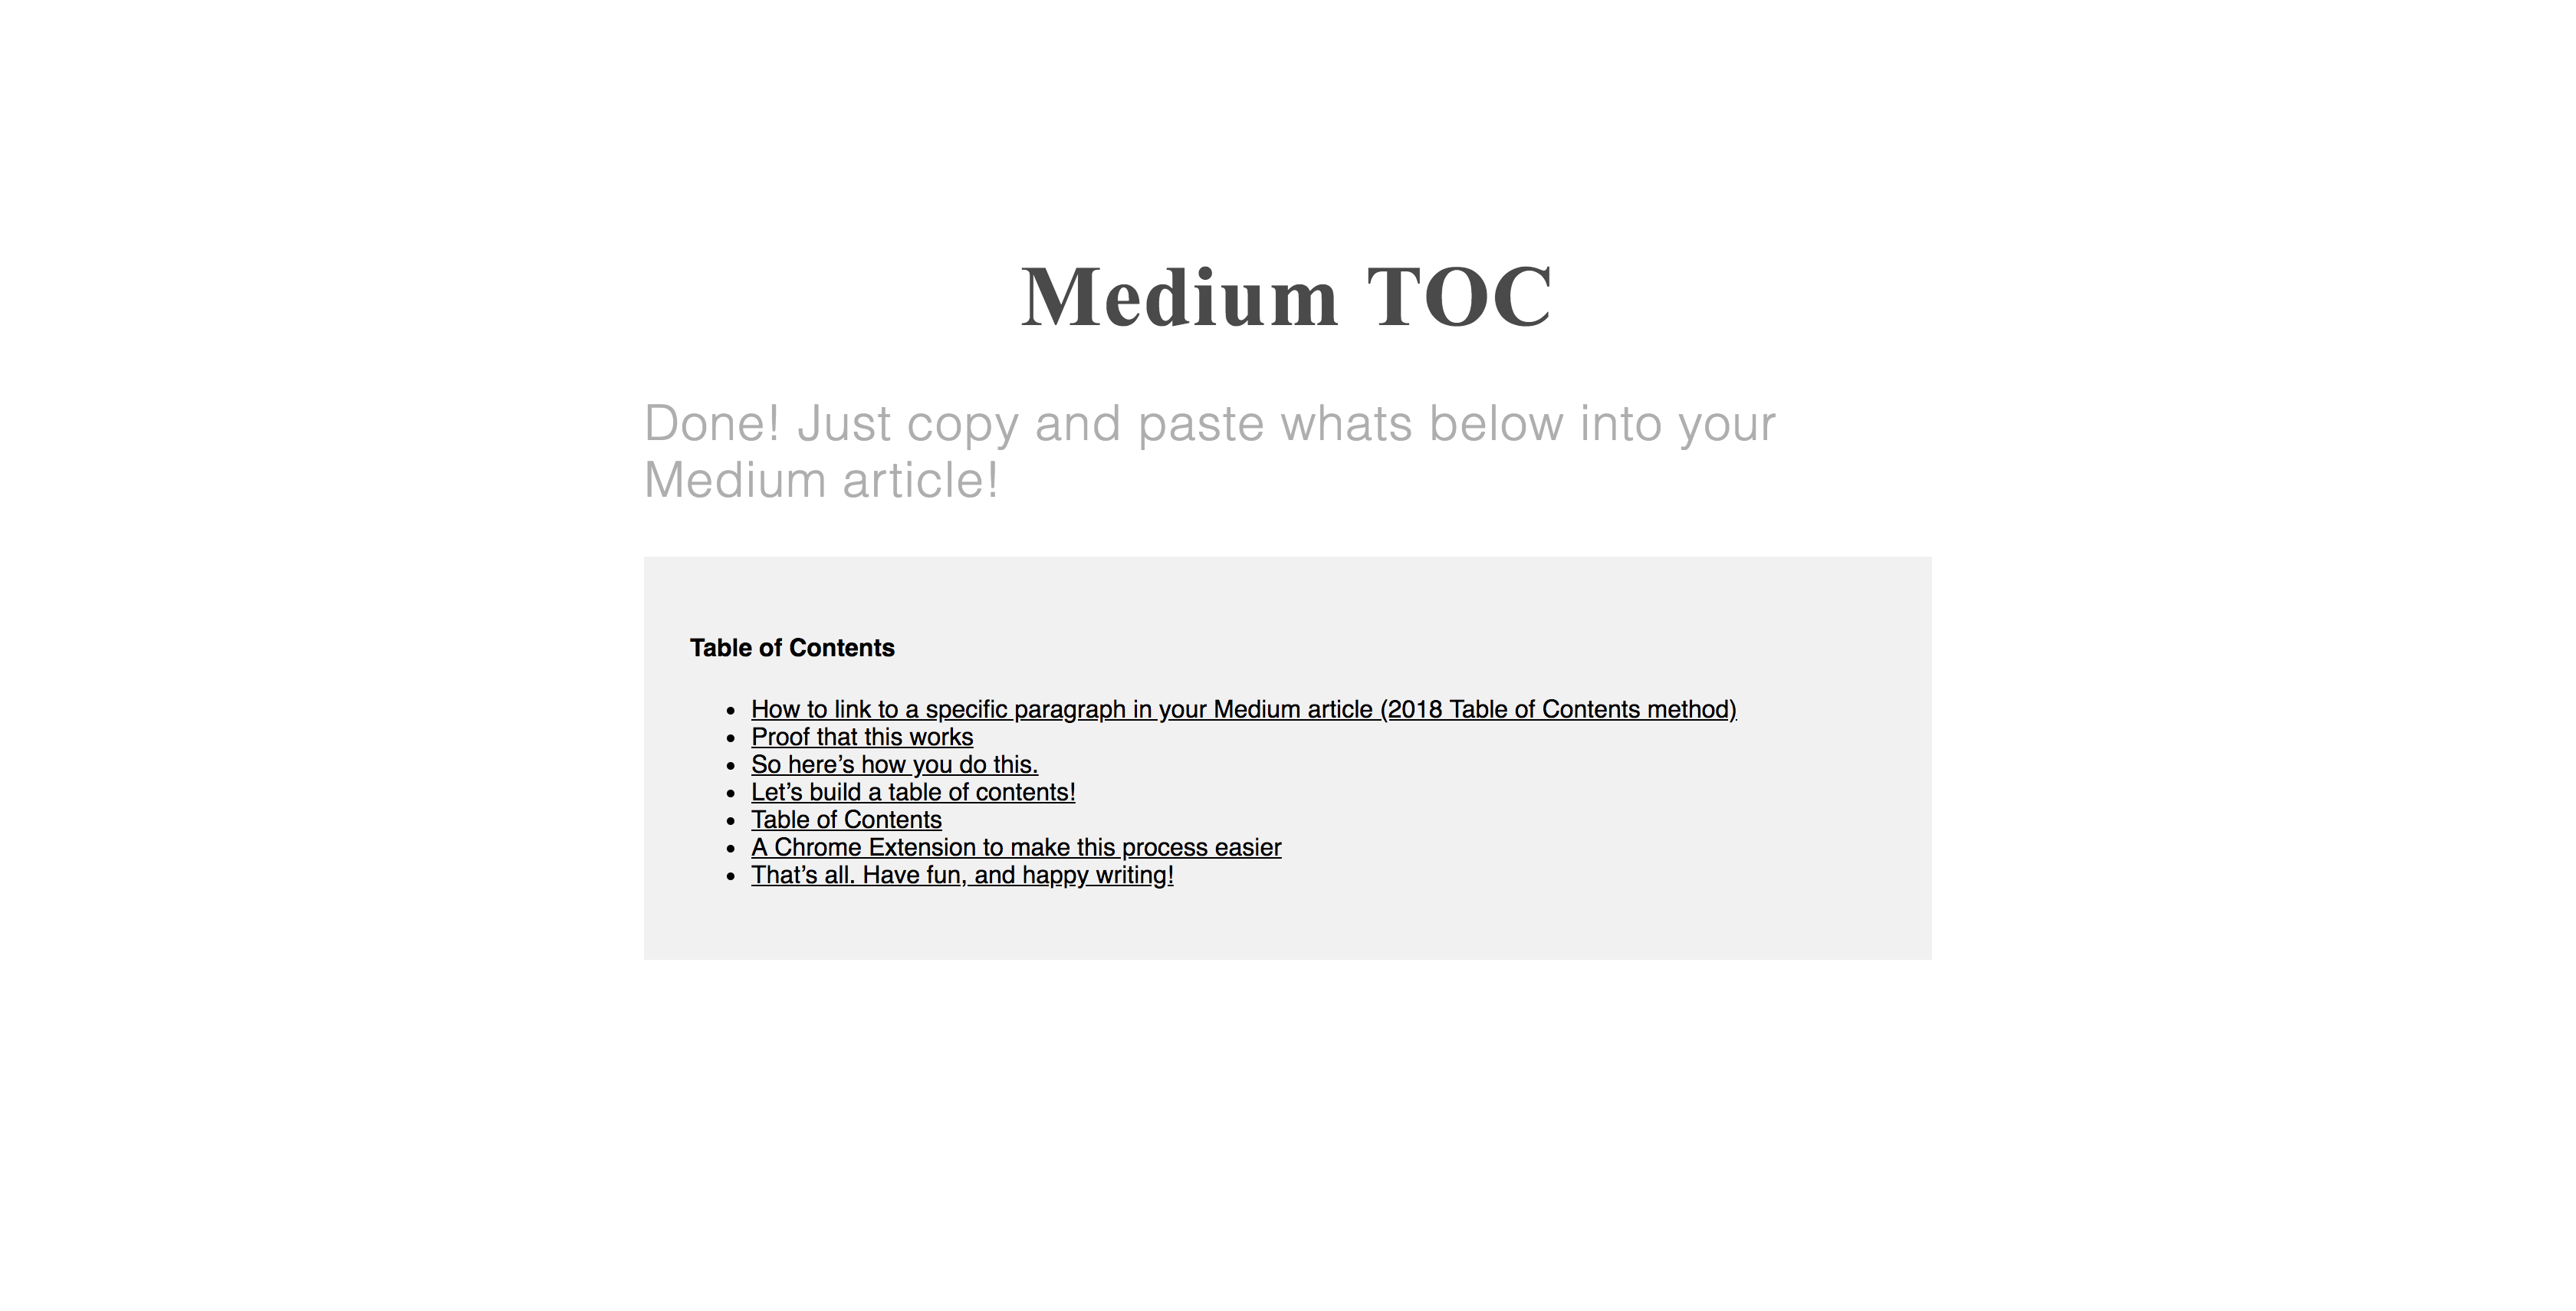 Medium TOC
Done! Just copy and paste whats below into your
Medium article!
Table of Contents
How to link to a specific paragraph in your Medium article (2018 Table of Contents method)
Proof that this works
So here’s how you do this.
Let’s build a table of contents!
Table of Contents
A Chrome Extension to make this process easier
That’s all. Have fun, and happy writing!